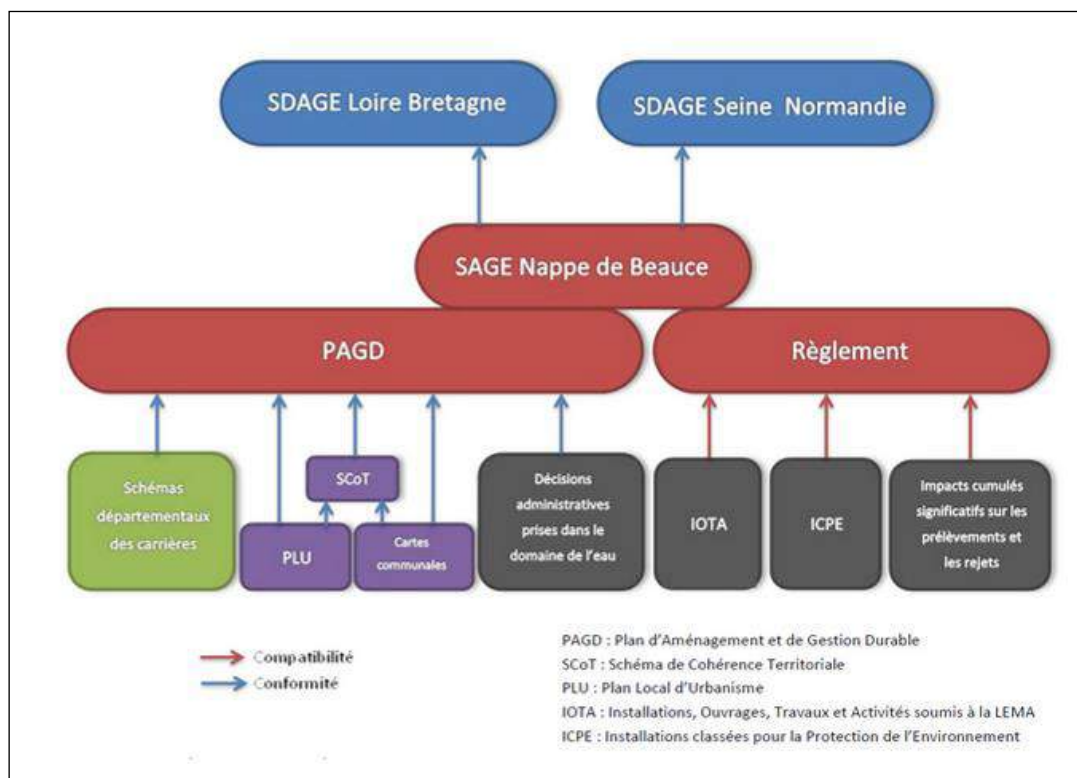 SDAGE Loire Bretagne
SDAGE Seine Normandie
SAGE Nappe de Beauce
PAGD
Règlement
Schémas
départementaux
des carrières
SCoT
PLU
Cartes
communales
Décisions
administratives
prises dans le
domaine de l'eau
IOTA
ICPE
Impacts cumulés
significatifs sur les
prélèvements et
les rejets
Compatibilité
Conformité
PAGD : Plan d'Aménagement et de Gestion Durable
SCoT : Schéma de Cohérence Territoriale
PLU : Plan Local d'Urbanisme
IOTA : Installations, Ouvrages, Travaux et Activités soumis à la LEMA
ICPE : Installations classées pour la Protection de l'Environnement